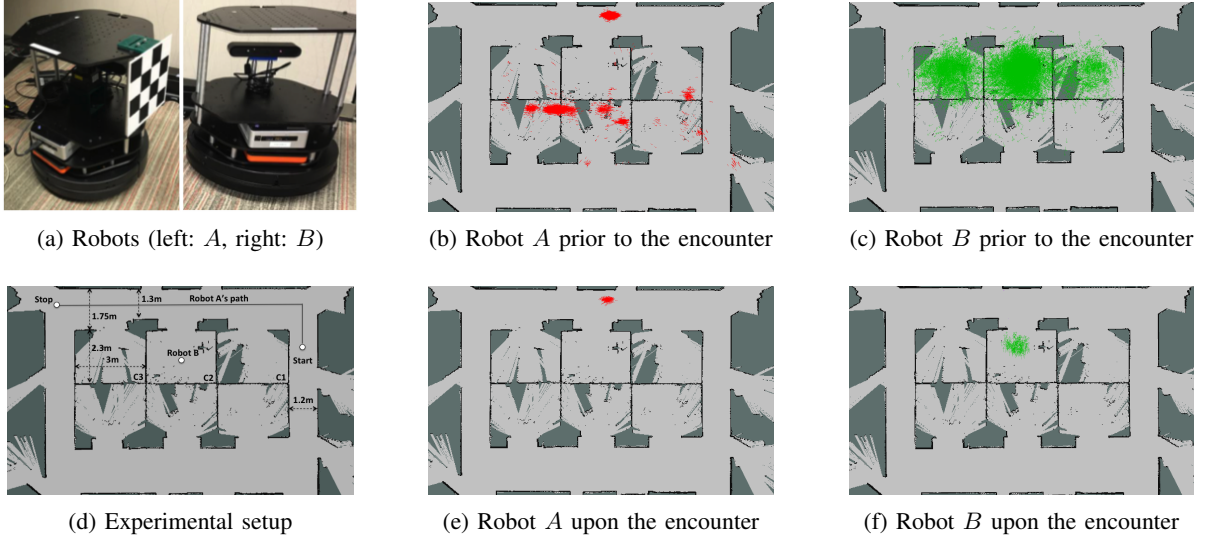 (a) Robots (left: A, right: B)
(b) Robot A prior to the encounter
(c) Robot B prior to the encounter
Stop
1.3m
Robot A's path
1.75m
2.3m
3m
Robot B
Start
C3
C2
C1
1.2m
(d) Experimental setup
(e) Robot A upon the encounter
(f) Robot B upon the encounter